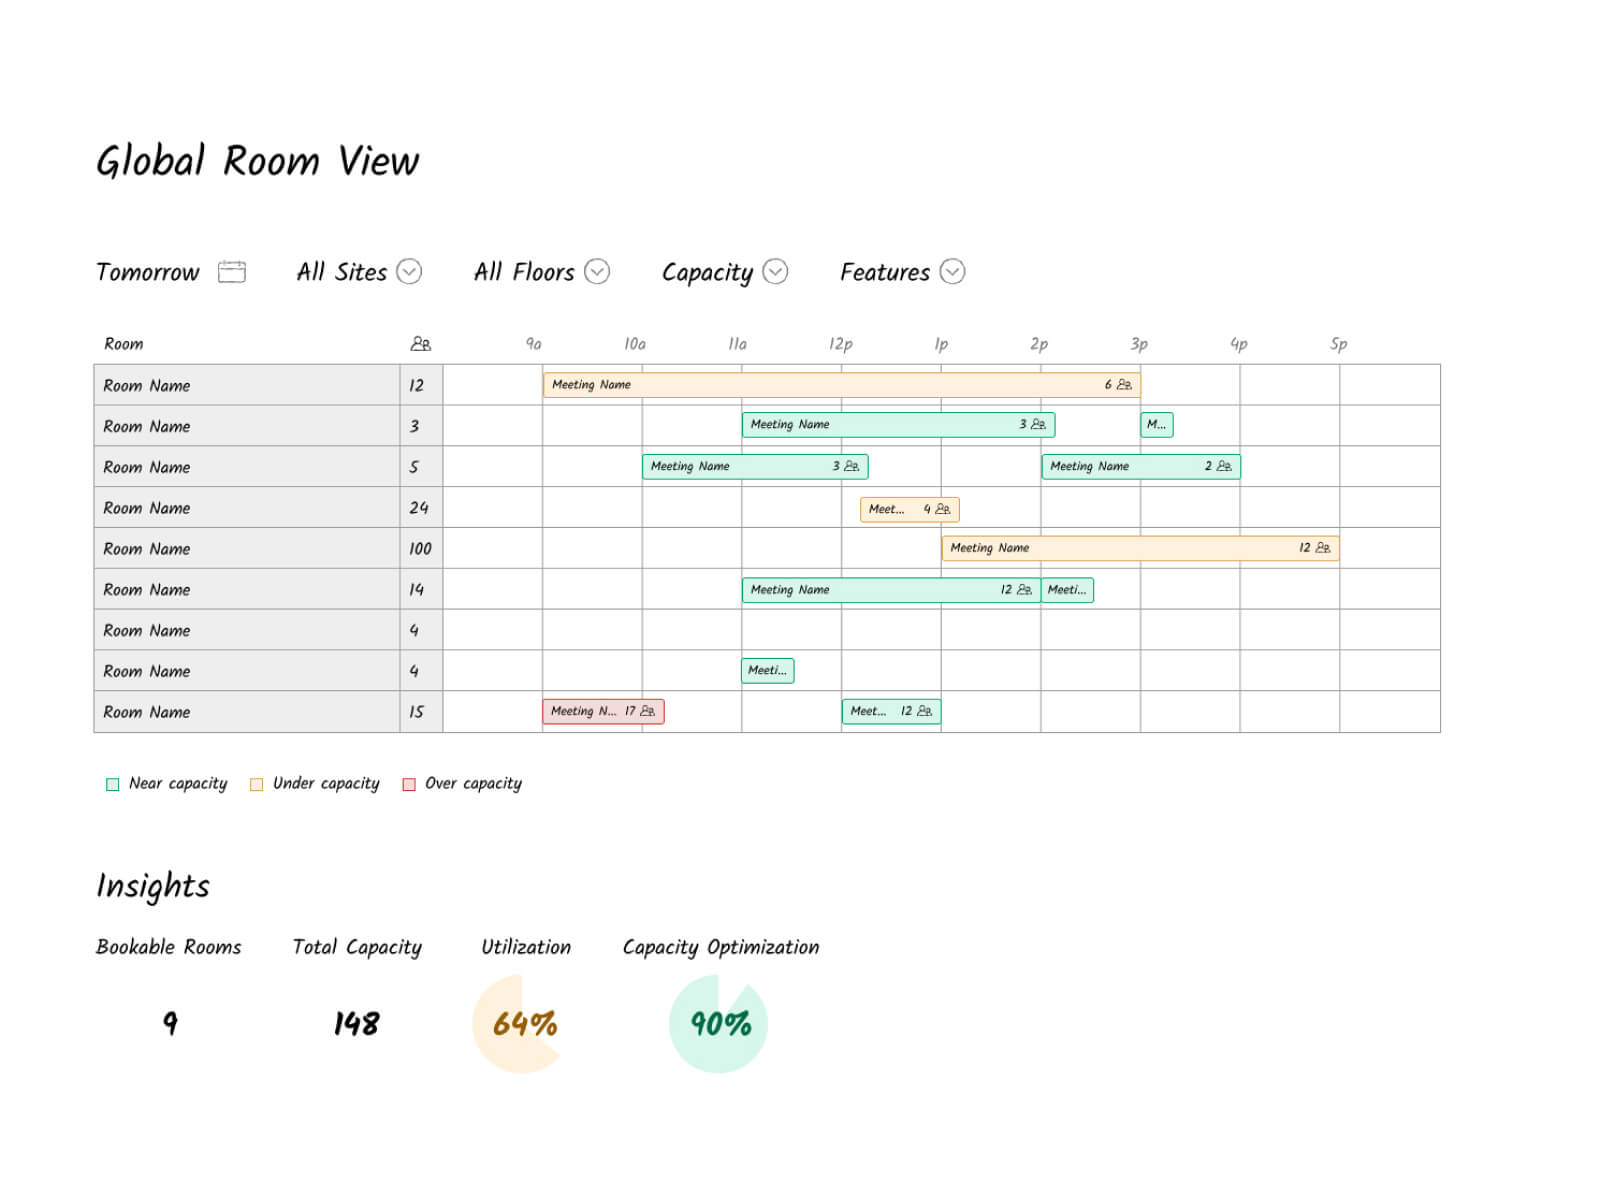 Global Room View
Tomorrow All Sites All Floors Capacity Features
Room 9a 10a 11a 12p 1p 2p 3p 4p 5p
Room Name 12 Meeting Name 6
Room Name 3 Meeting Name 3 M...
Room Name 5 Meeting Name 3 Meeting Name 2
Room Name 24 Meet... 4
Room Name 100 Meeting Name 12
Room Name 14 Meeting Name 12 Meeti...
Room Name 4
Room Name 4 Meeti...
Room Name 15 Meeting N... 17 Meet... 12
Near capacity Under capacity Over capacity
Insights
Bookable Rooms Total Capacity Utilization Capacity Optimization
9 148 64% 90%